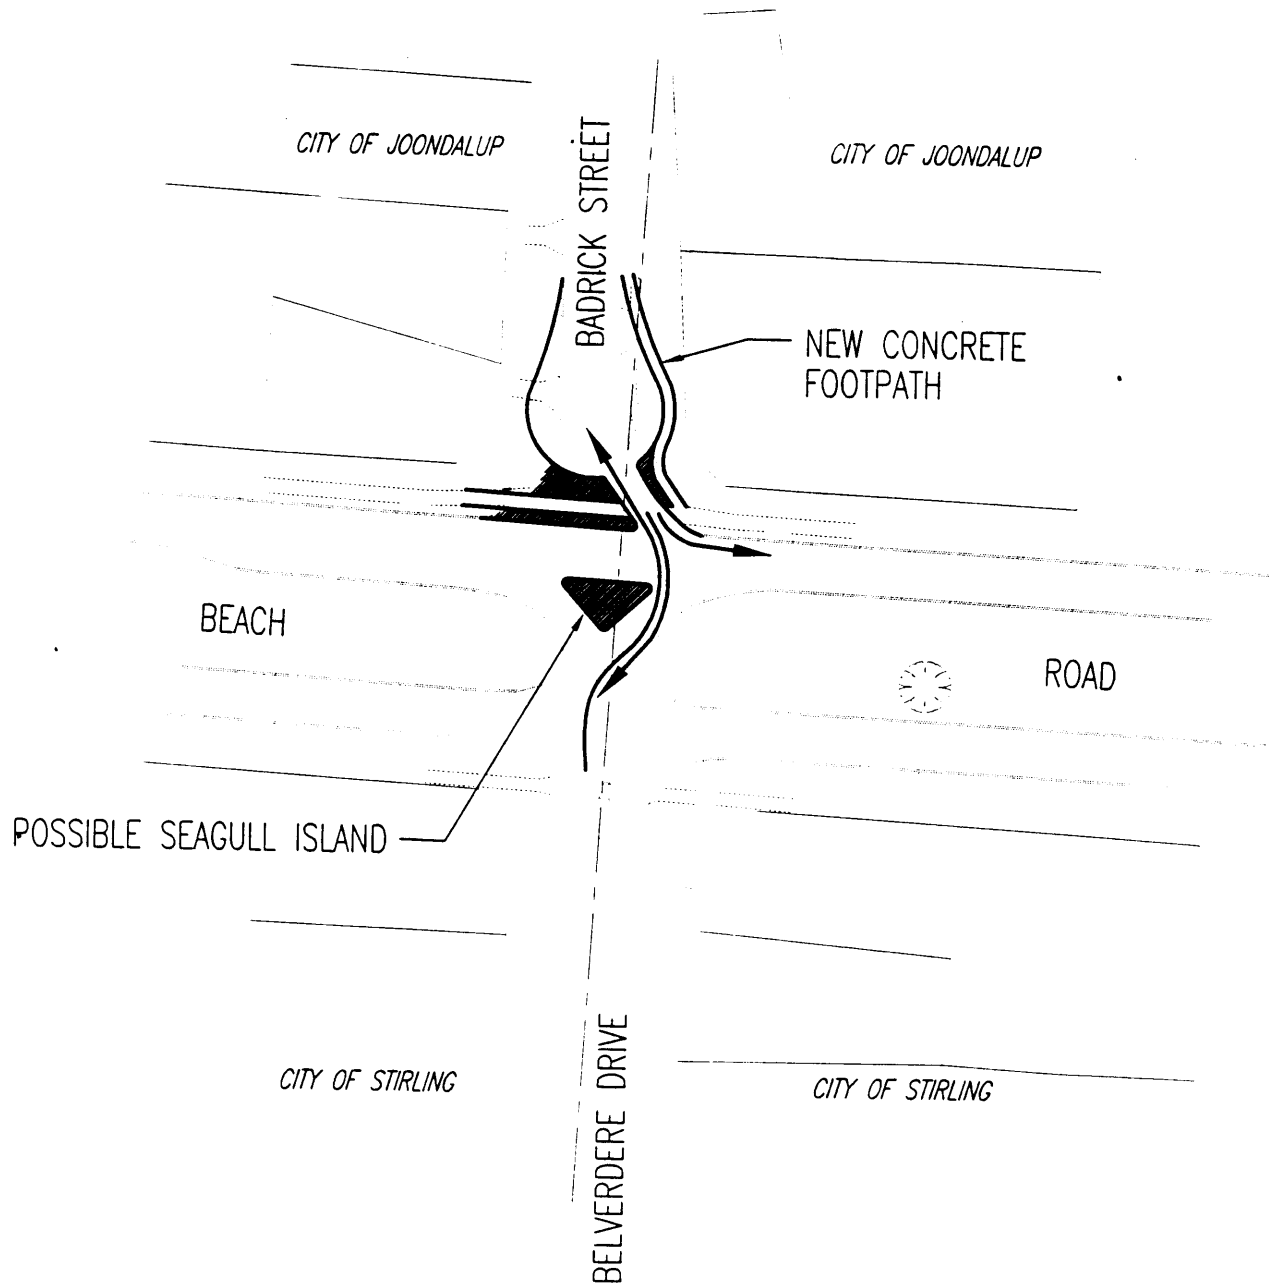 CITY OF JOONDALUP
CITY OF JOONDALUP
BADRICK STREET
NEW CONCRETE
FOOTPATH
BEACH
ROAD
POSSIBLE SEAGULL ISLAND
CITY OF STIRLING
CITY OF STIRLING
BELVERDERE DRIVE